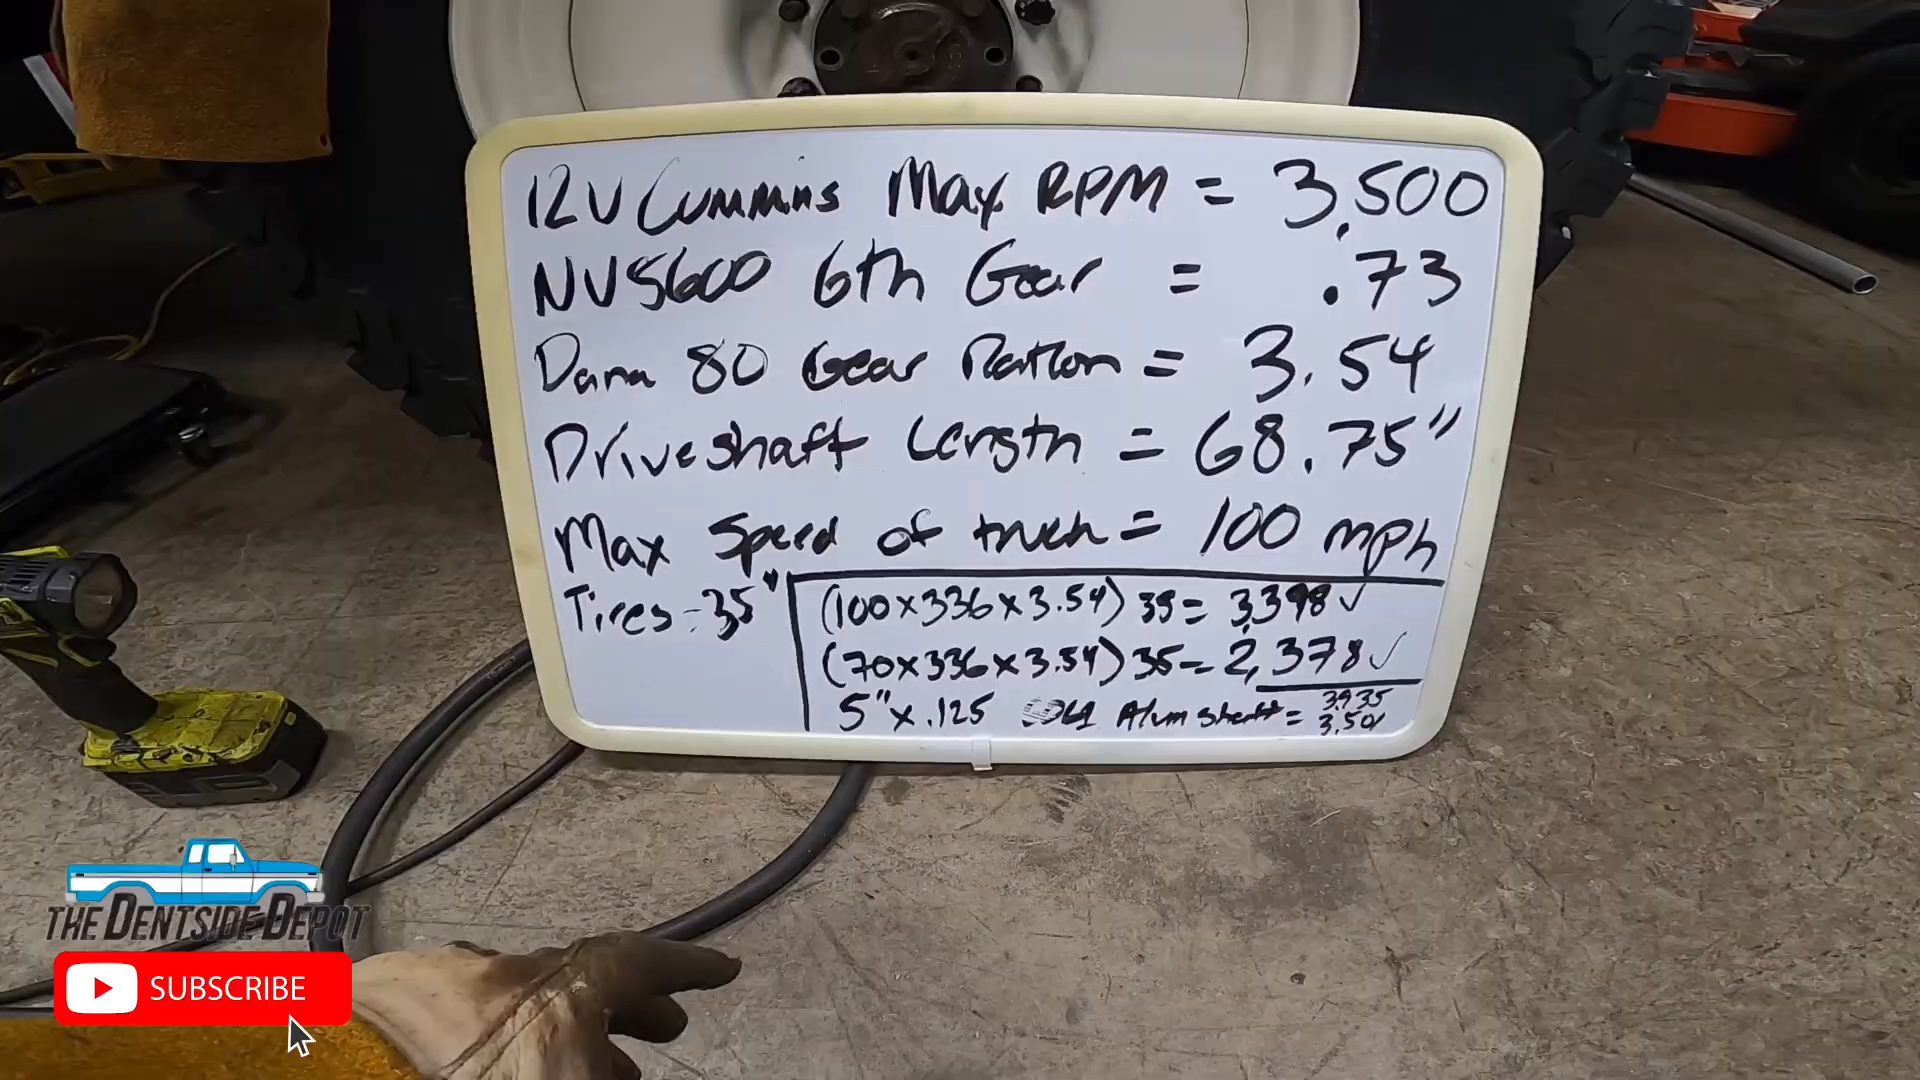 12V Cummins Max RPM = 3,500
NV5600 6th Gear = .73
Dana 80 Gear Ration = 3.54
Driveshaft Length = 68.75"
Max Speed of truck = 100 mph
Tires = 35"
(100x336x3.54) 35= 3,398 ✓
(70x336x3.54) 35= 2,378 ✓
5"x.125 Alum shaft = 3,935
3,501
THE DENTSIDE DEPOT
SUBSCRIBE